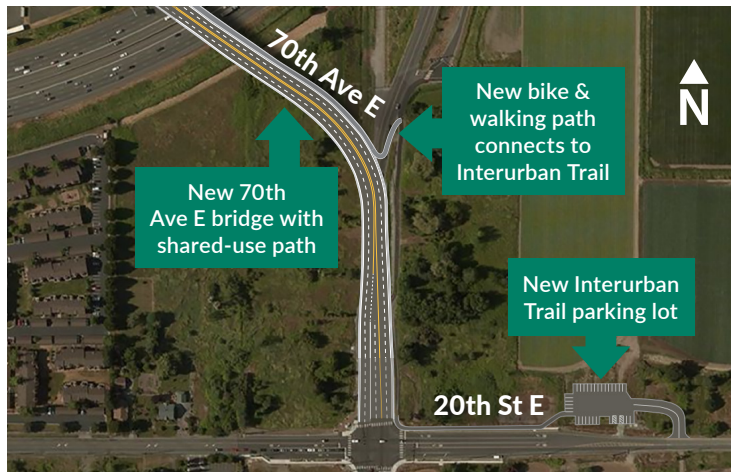 70th Ave E
New bike &
walking path
connects to
Interurban Trail
N
New 70th
Ave E bridge with
shared-use path
New Interurban
Trail parking lot
20th St E